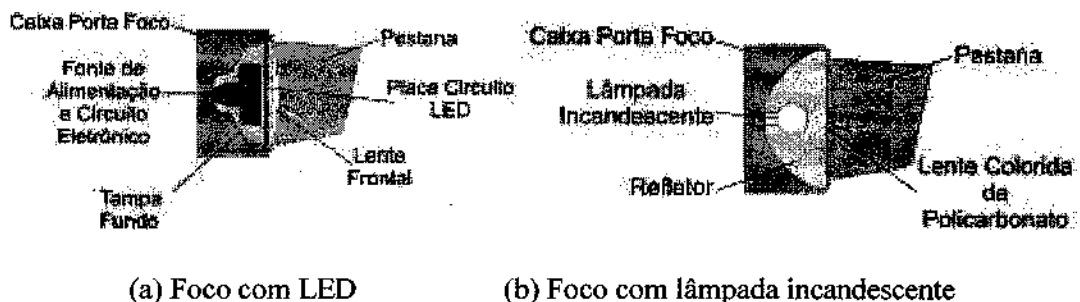 Caixa Porta Foco
Fonte de
Alimentação
e Circuito
Eletrônico
Tampa
Fundo
Pestana
Placa Circuito
LED
Lente
Frontal
(a) Foco com LED
Caixa Porta Foco
Lâmpada
Incandescente
Refletor
Pestana
Lente Colorida
de
Policarbonato
(b) Foco com lâmpada incandescente